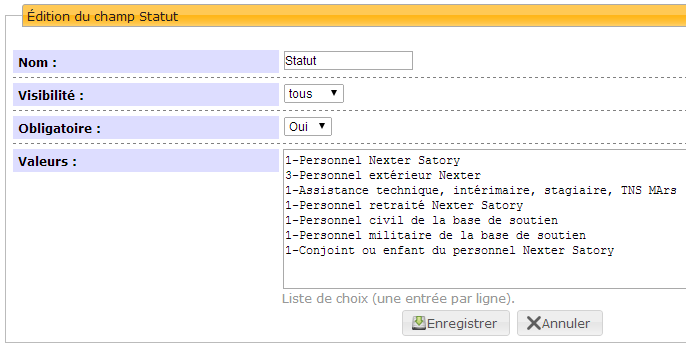 Édition du champ Statut
Nom : Statut
Visibilité : tous
Obligatoire : Oui
Valeurs : 1-Personnel Nexter Satory
3-Personnel extérieur Nexter
1-Assistance technique, intérimaire, stagiaire, TNS MArs
1-Personnel retraité Nexter Satory
1-Personnel civil de la base de soutien
1-Personnel militaire de la base de soutien
1-Conjoint ou enfant du personnel Nexter Satory
Liste de choix (une entrée par ligne).
Enregistrer Annuler